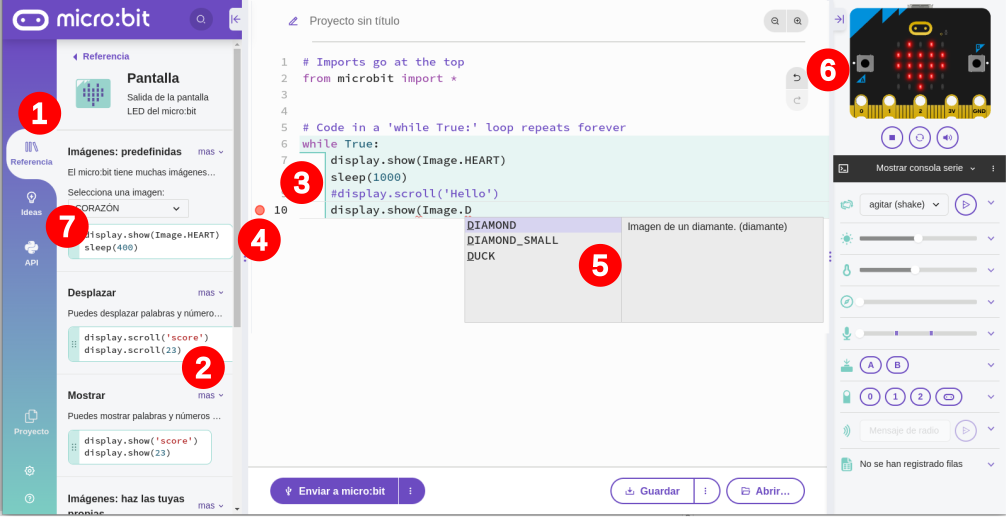 micro:bit
Proyecto sin título
Referencia
Pantalla
Salida de la pantalla
LED del micro:bit
1
Referencia
Ideas
API
Proyecto
Imágenes: predefinidas
mas
El micro:bit tiene muchas imágenes…
Selecciona una imagen:
CORAZÓN
7
display.show(Image.HEART)
sleep(400)
Desplazar
mas
Puedes desplazar palabras y número…
display.scroll('score')
display.scroll(23)
2
Mostrar
mas
Puedes mostrar palabras y números …
display.show('score')
display.show(23)
Imágenes: haz las tuyas
propias
mas
1 # Imports go at the top
2 from microbit import *
3
4
5 # Code in a 'while True:' loop repeats forever
6 while True:
7 display.show(Image.HEART)
sleep(1000)
#display.scroll('Hello')
10 display.show(Image.D
3
4
DIAMOND
DIAMOND_SMALL
DUCK
Imagen de un diamante. (diamante)
5
6
Enviar a micro:bit
Guardar
Abrir…
0 1 2 3V GND
Mostrar consola serie
agitar (shake)
A B
0 1 2
Mensaje de radio
No se han registrado filas